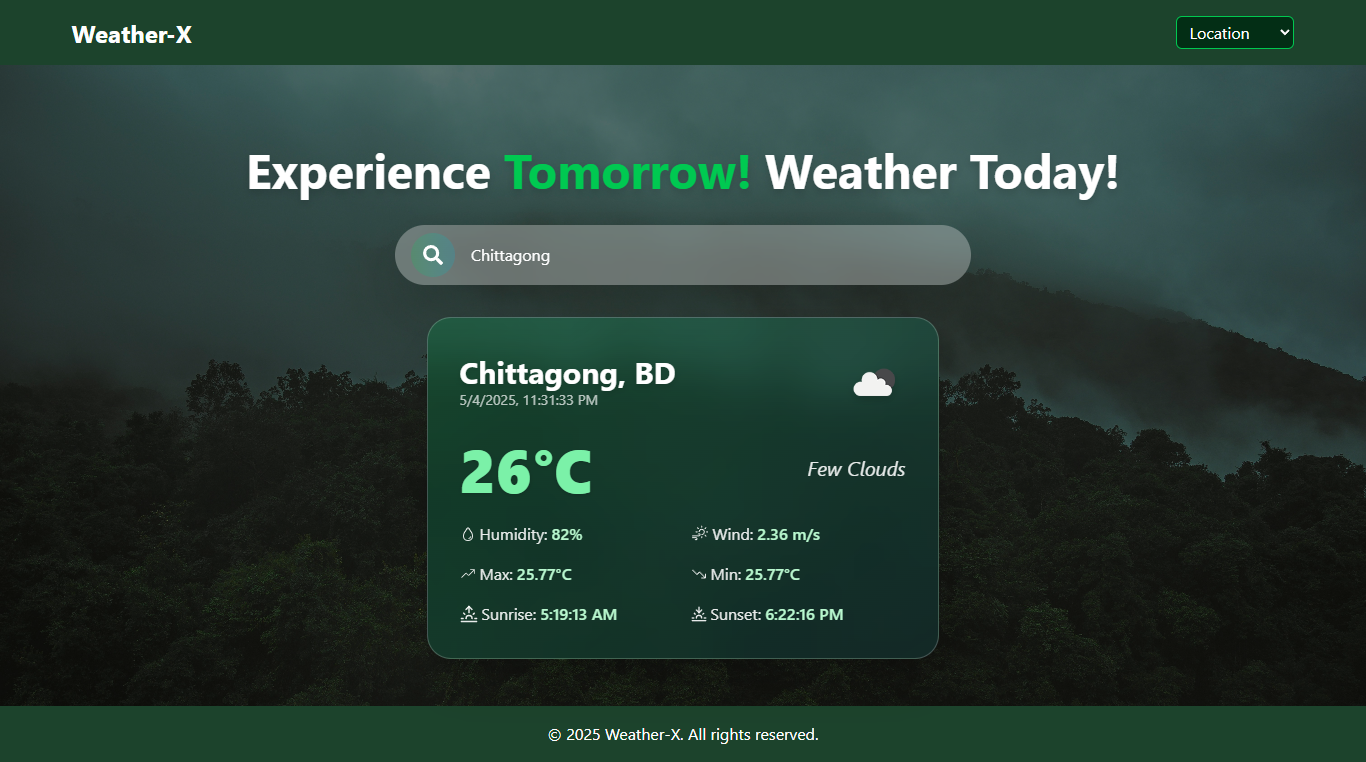 Weather-X
Location
Experience Tomorrow! Weather Today!
Chittagong
Chittagong, BD
5/4/2025, 11:31:33 PM
26°C
Few Clouds
Humidity: 82%
Wind: 2.36 m/s
Max: 25.77°C
Min: 25.77°C
Sunrise: 5:19:13 AM
Sunset: 6:22:16 PM
© 2025 Weather-X. All rights reserved.